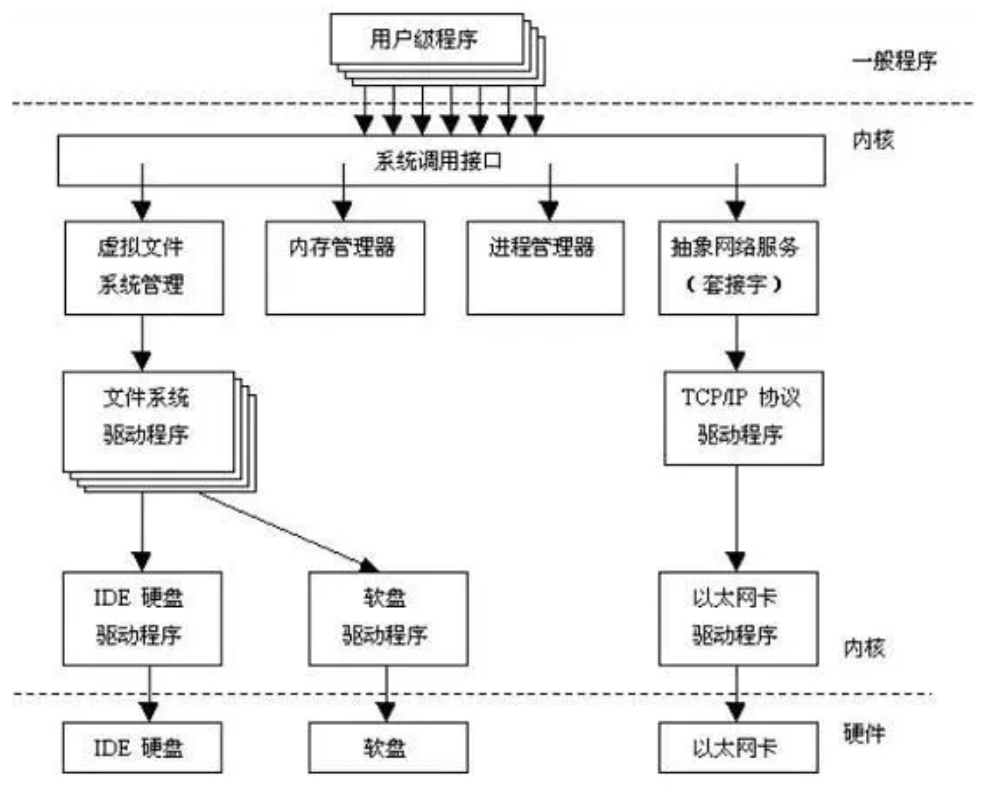 用户级程序
一般程序
内核
系统调用接口
虚拟文件
系统管理
内存管理器
进程管理器
抽象网络服务
（套接字）
文件系统
驱动程序
TCP/IP 协议
驱动程序
IDE 硬盘
驱动程序
软盘
驱动程序
以太网卡
驱动程序
内核
IDE 硬盘
软盘
以太网卡
硬件